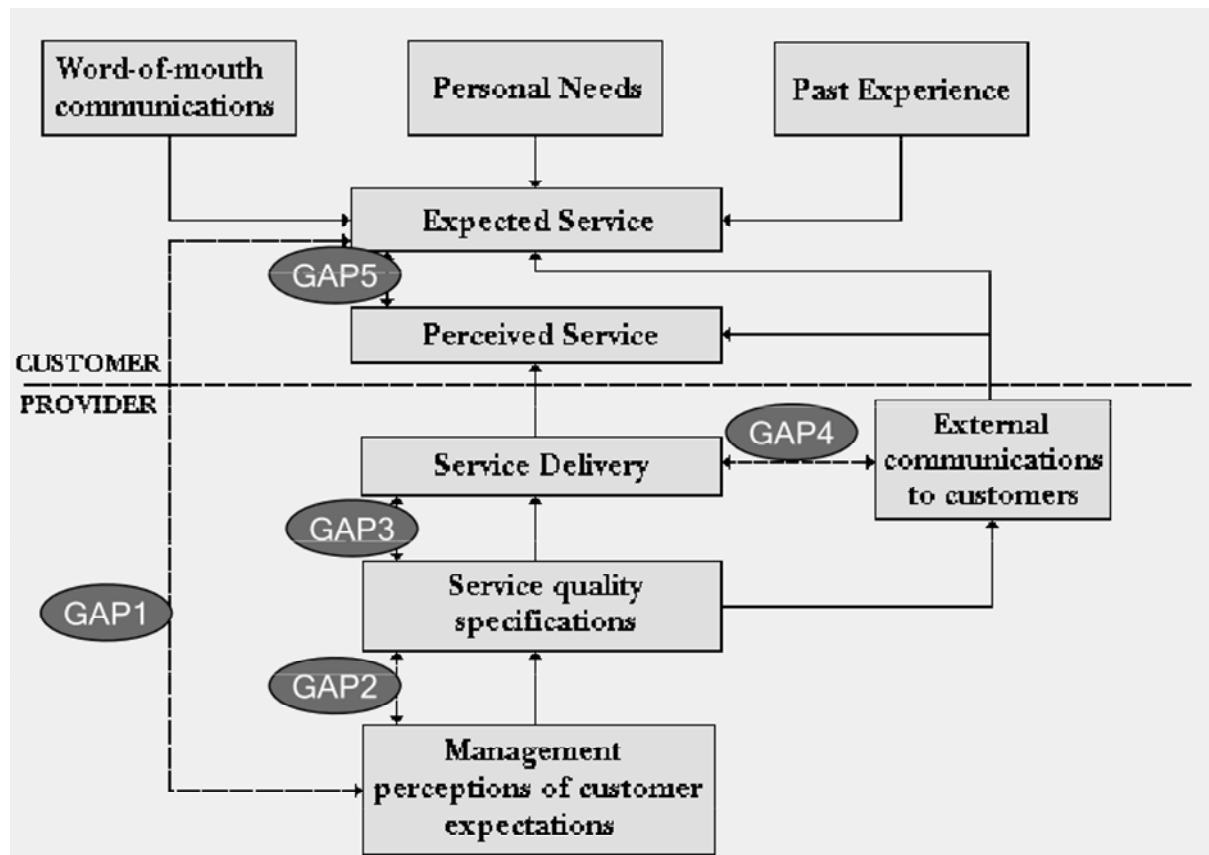 Word-of-mouth
communications
Personal Needs
Past Experience
Expected Service
GAP5
Perceived Service
CUSTOMER
PROVIDER
GAP4
External
communications
to customers
Service Delivery
GAP3
Service quality
specifications
GAP1
GAP2
Management
perceptions of customer
expectations